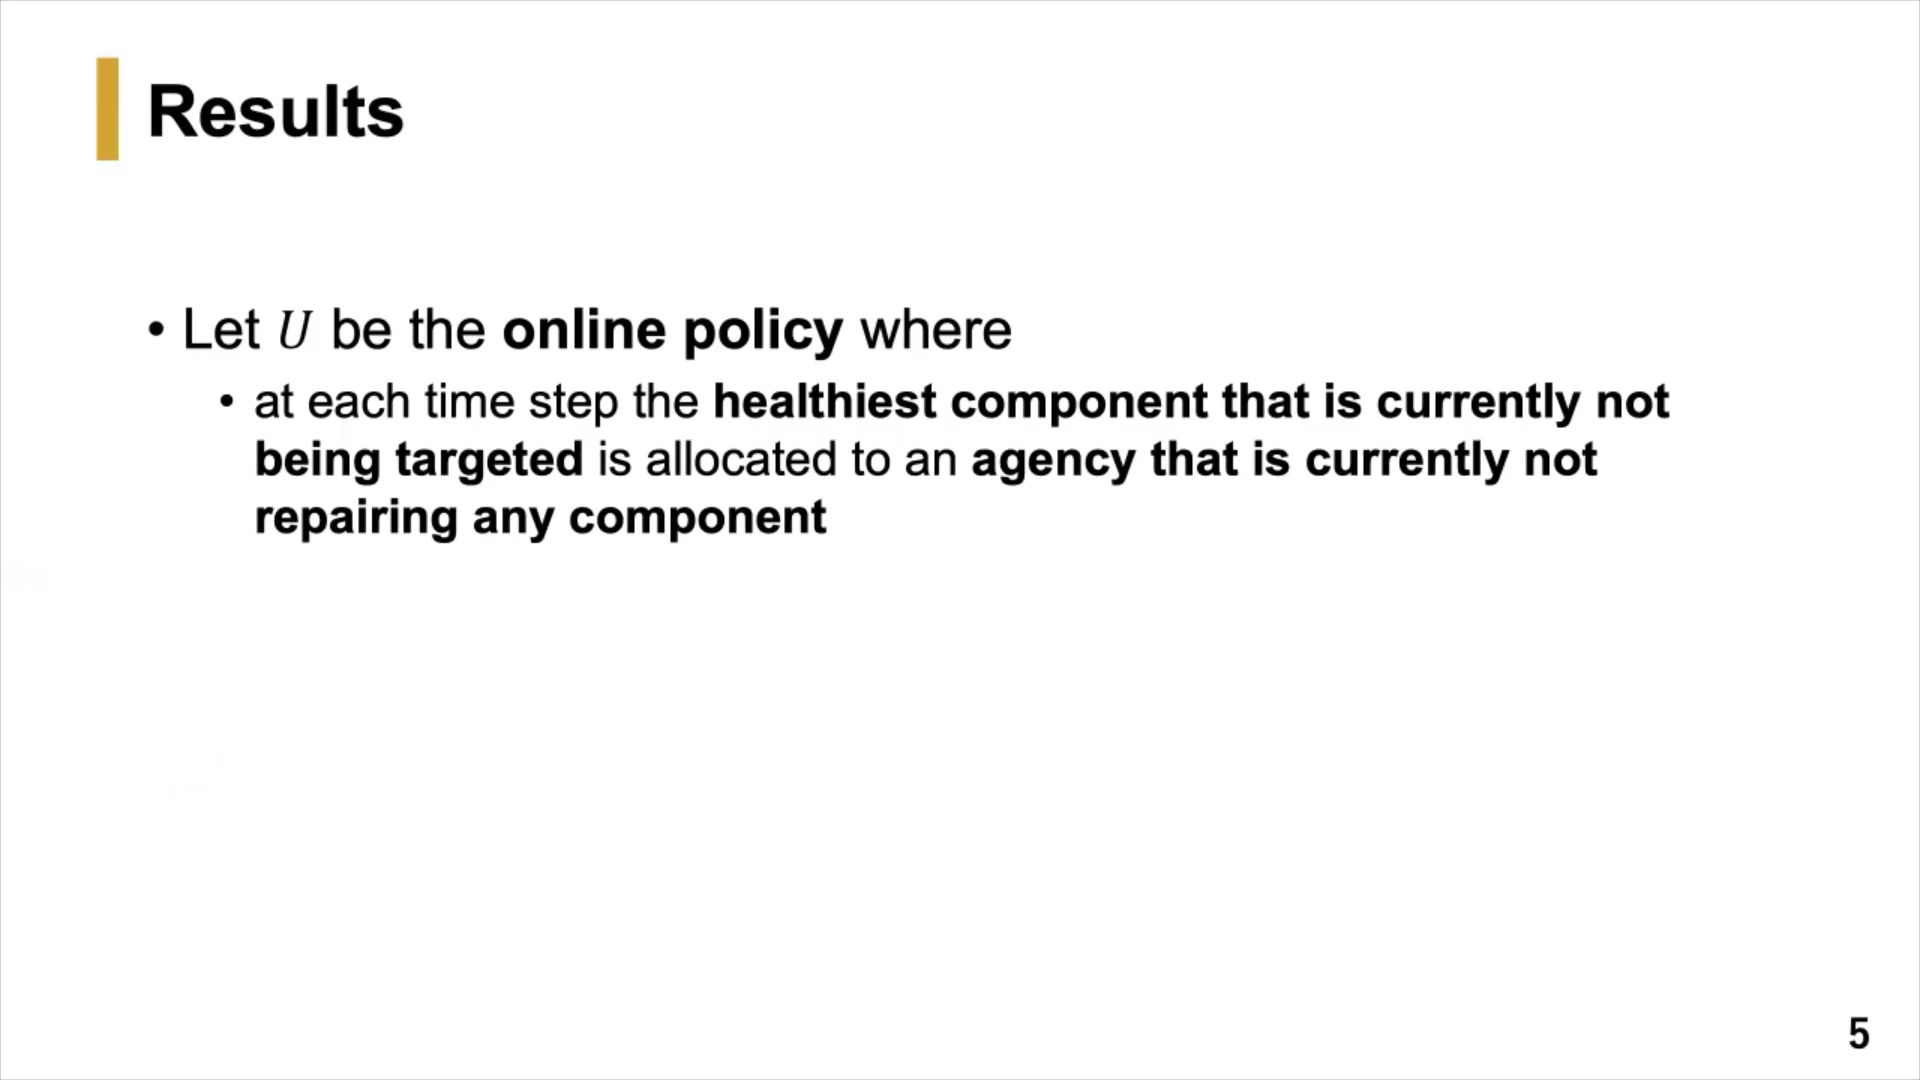 Results
• Let U be the online policy where
• at each time step the healthiest component that is currently not
being targeted is allocated to an agency that is currently not
repairing any component
5